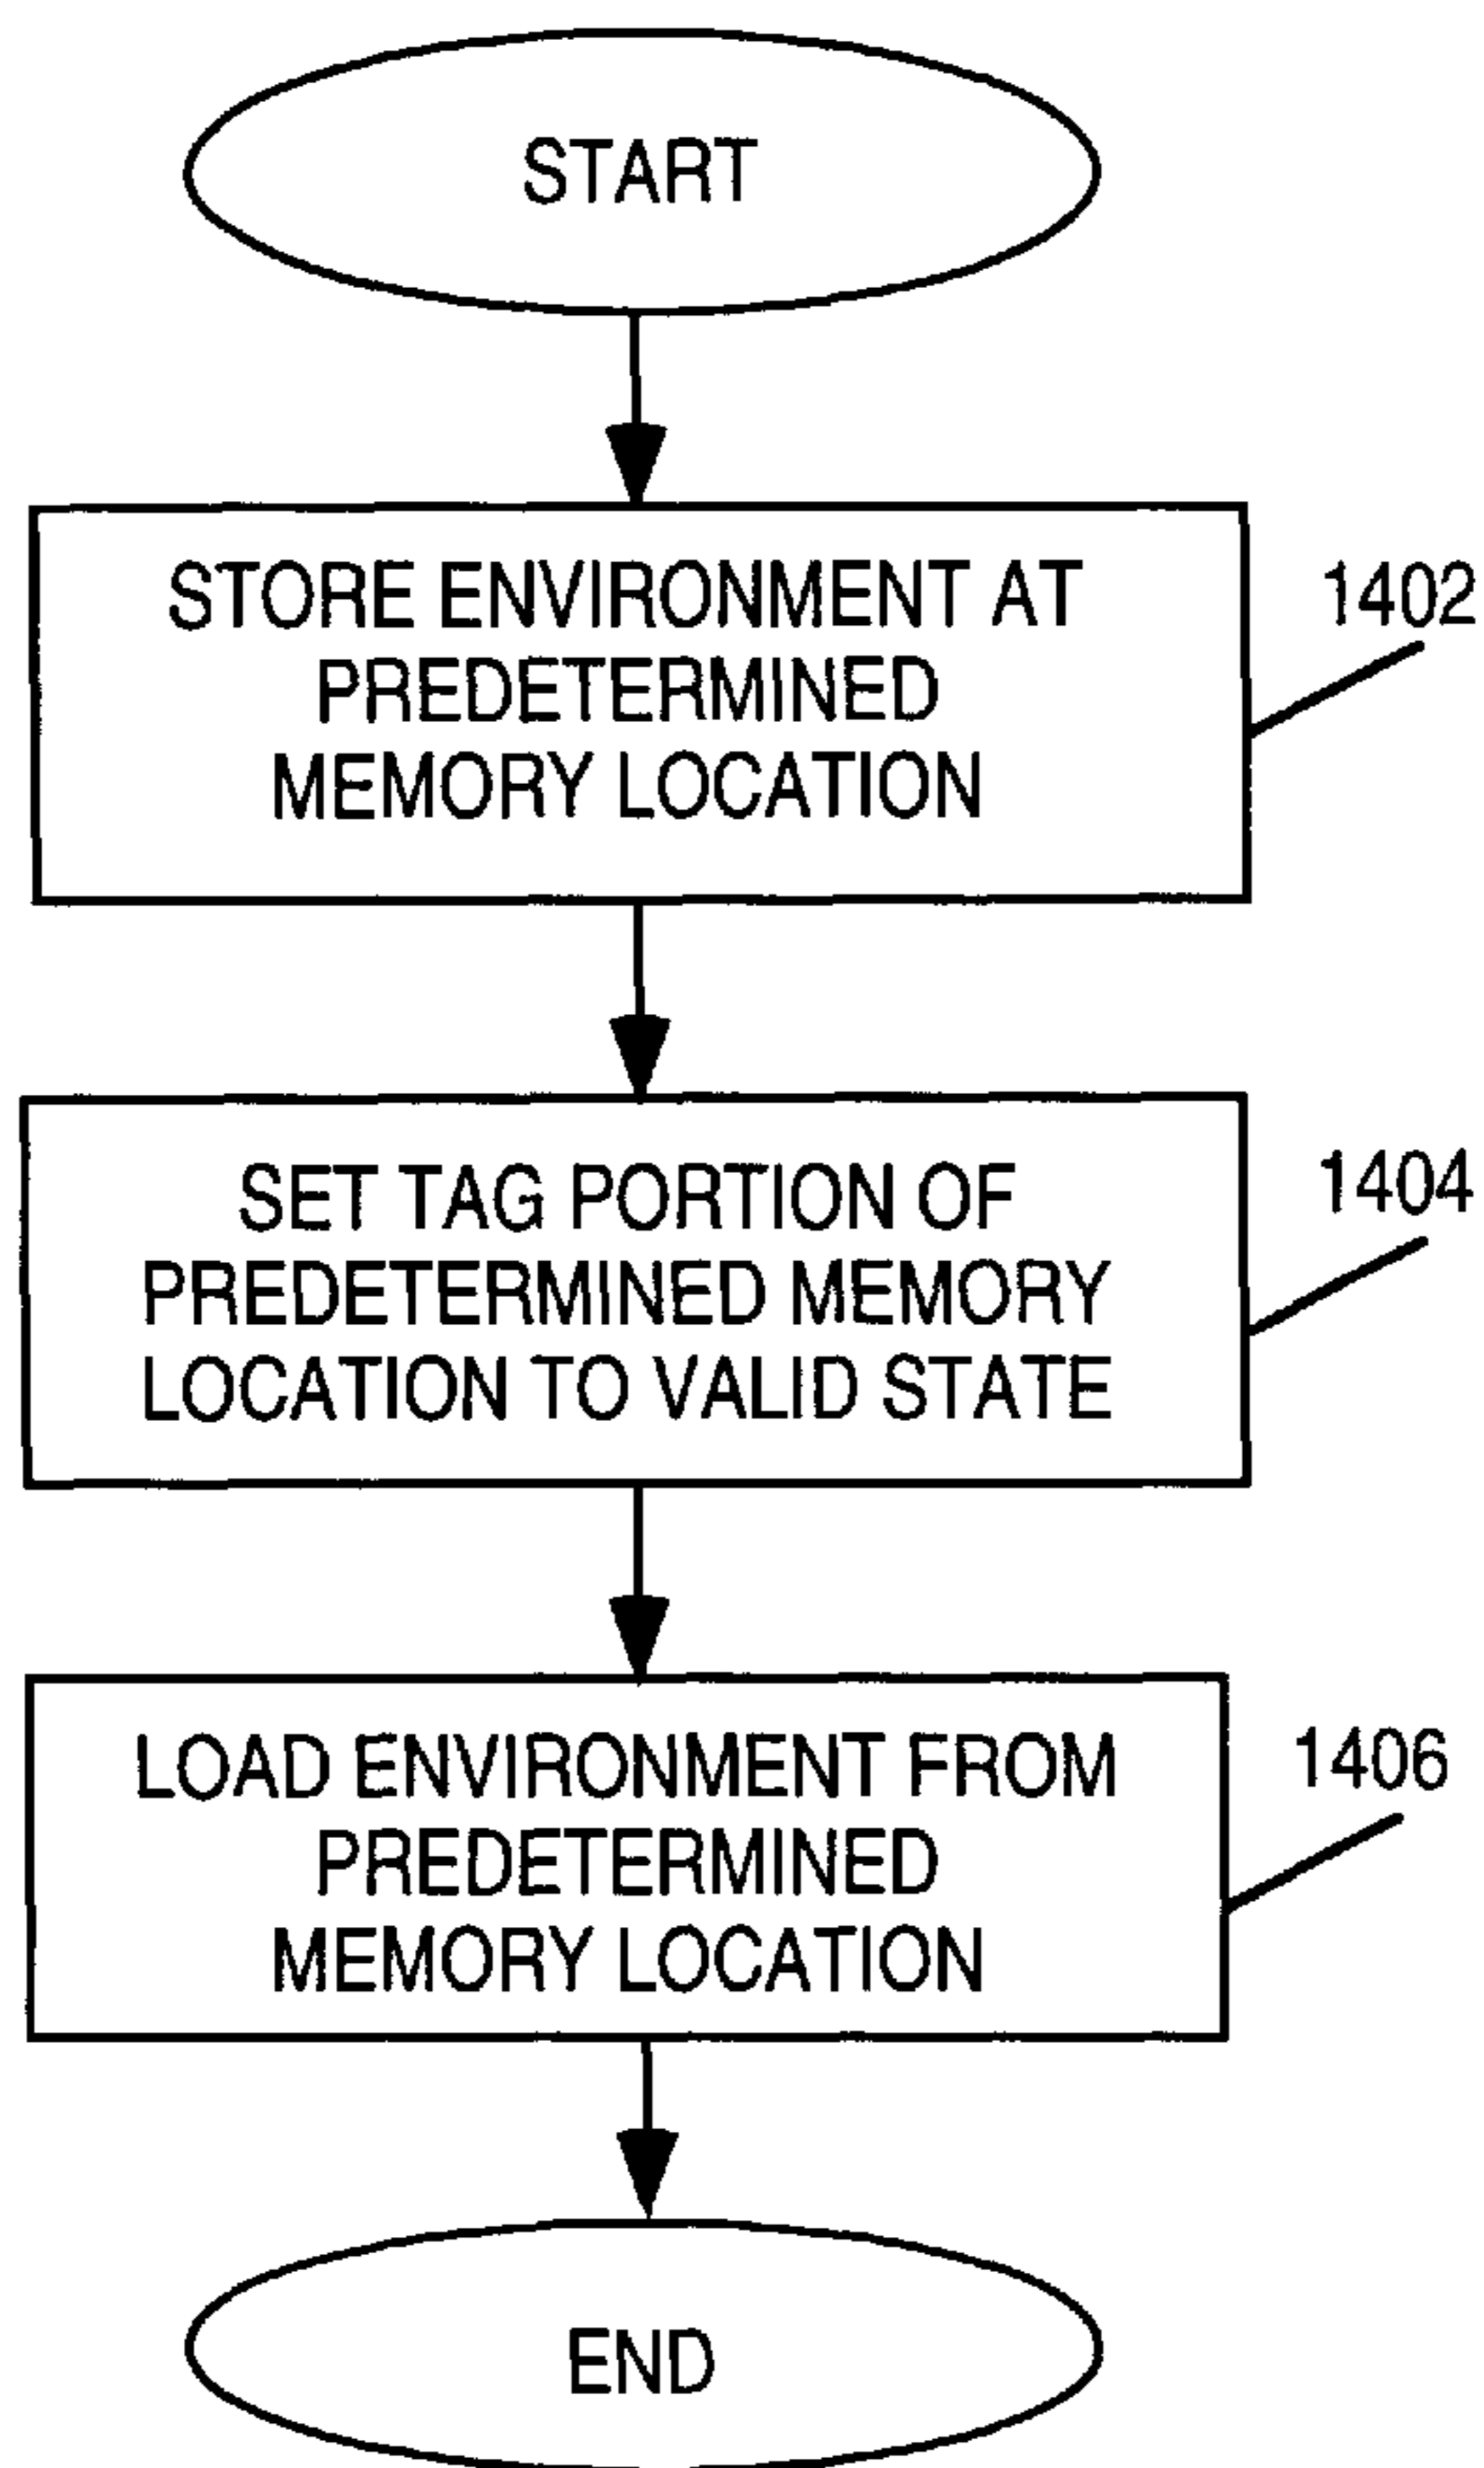 START
STORE ENVIRONMENT AT
PREDETERMINED
MEMORY LOCATION
1402
SET TAG PORTION OF
PREDETERMINED MEMORY
LOCATION TO VALID STATE
1404
LOAD ENVIRONMENT FROM
PREDETERMINED
MEMORY LOCATION
1406
END